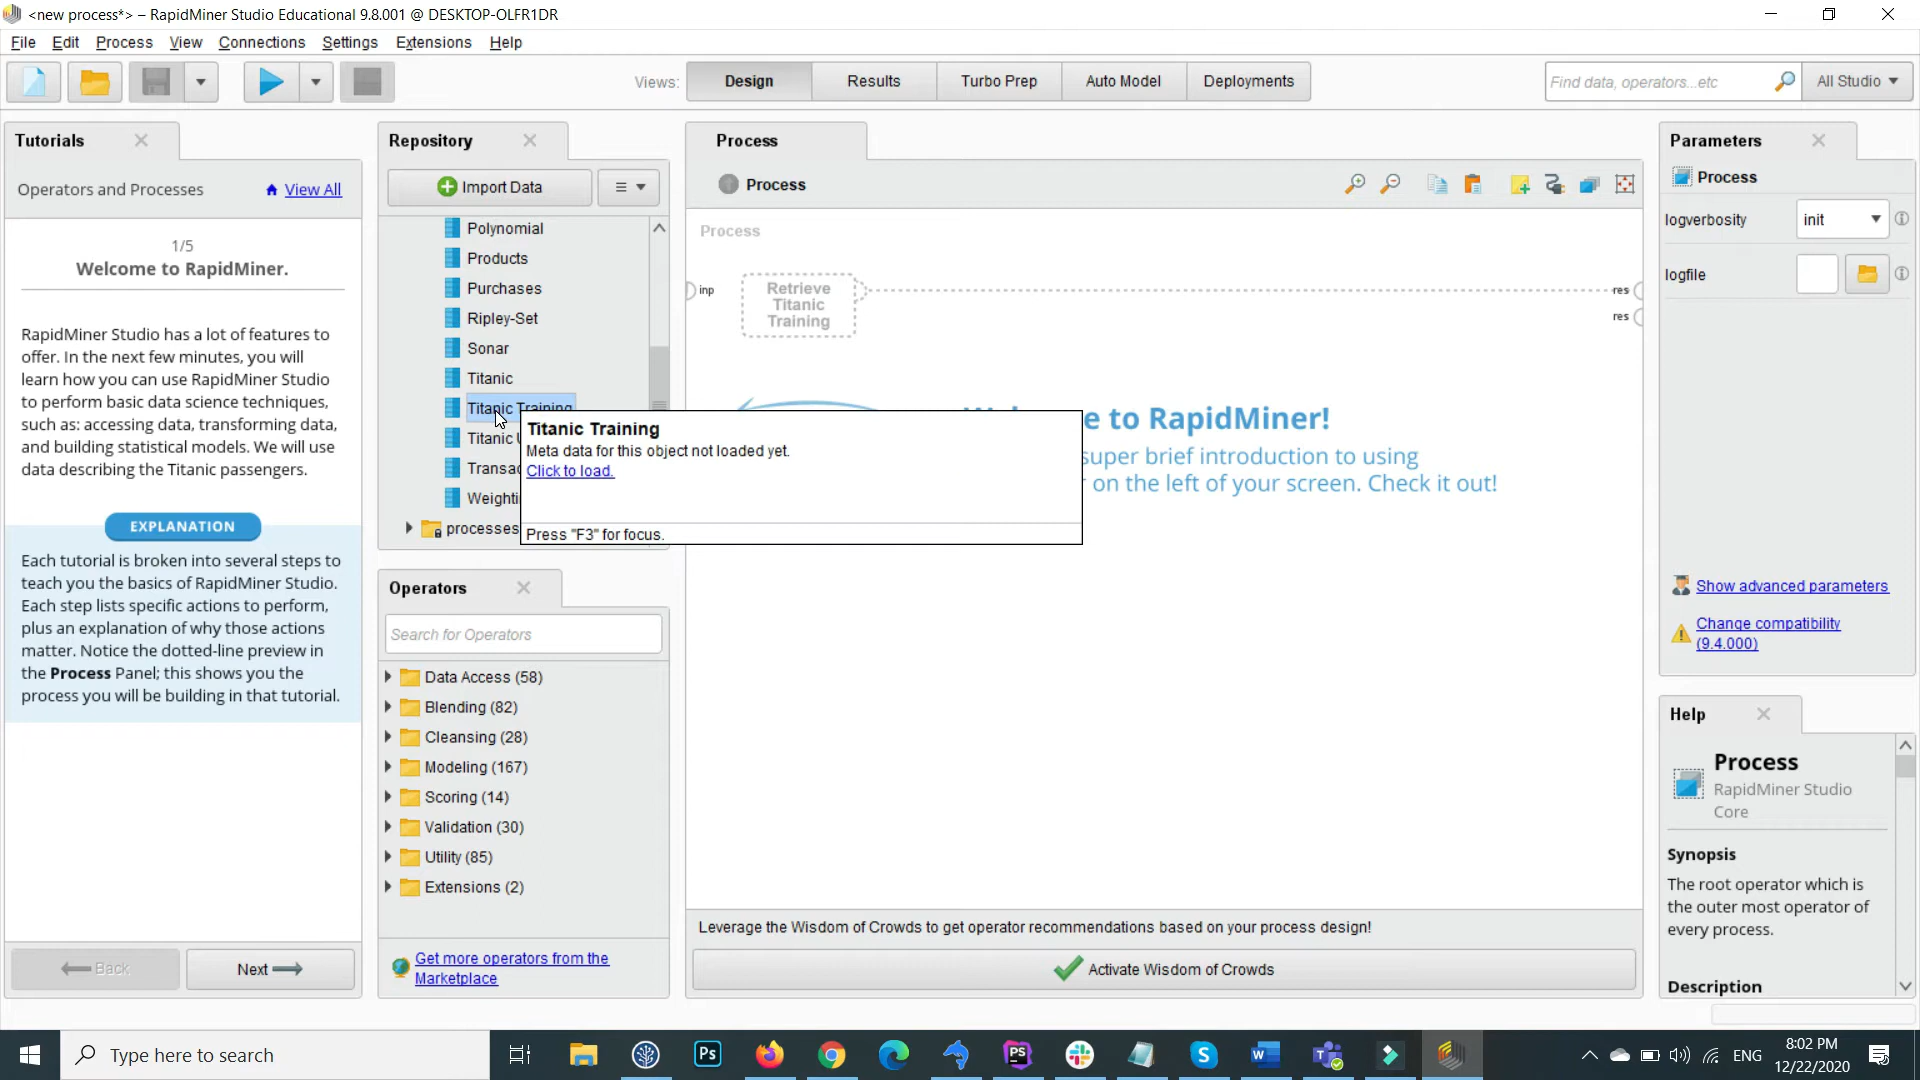 <new process*> – RapidMiner Studio Educational 9.8.001 @ DESKTOP-OLFR1DR
File Edit Process View Connections Settings Extensions Help
Views: Design Results Turbo Prep Auto Model Deployments
Find data, operators...etc
All Studio
Tutorials
Operators and Processes
View All
1/5
Welcome to RapidMiner.
RapidMiner Studio has a lot of features to
offer. In the next few minutes, you will
learn how you can use RapidMiner Studio
to perform basic data science techniques,
such as: accessing data, transforming data,
and building statistical models. We will use
data describing the Titanic passengers.
EXPLANATION
Each tutorial is broken into several steps to
teach you the basics of RapidMiner Studio.
Each step lists specific actions to perform,
plus an explanation of why those actions
matter. Notice the dotted-line preview in
the Process Panel; this shows you the
process you will be building in that tutorial.
Back
Next
Repository
Import Data
Polynomial
Products
Purchases
Ripley-Set
Sonar
Titanic
Titanic Training
Titanic
processes
Titanic Training
Meta data for this object not loaded yet.
Click to load.
Press "F3" for focus.
Operators
Search for Operators
Data Access (58)
Blending (82)
Cleansing (28)
Modeling (167)
Scoring (14)
Validation (30)
Utility (85)
Extensions (2)
Get more operators from the
Marketplace
Process
Process
Process
inp
Retrieve
Titanic
Training
res
res
to RapidMiner!
super brief introduction to using
on the left of your screen. Check it out!
Leverage the Wisdom of Crowds to get operator recommendations based on your process design!
Activate Wisdom of Crowds
Parameters
Process
logverbosity
init
logfile
Show advanced parameters
Change compatibility
(9.4.000)
Help
Process
RapidMiner Studio
Core
Synopsis
The root operator which is
the outer most operator of
every process.
Description
Type here to search
Ps
PS
ENG
8:02 PM
12/22/2020